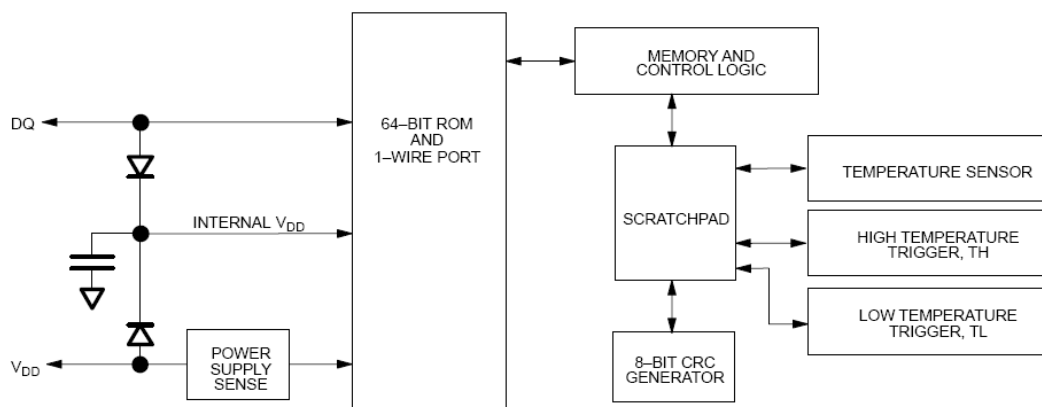 DQ
INTERNAL VDD
VDD
POWER
SUPPLY
SENSE
64–BIT ROM
AND
1–WIRE PORT
MEMORY AND
CONTROL LOGIC
SCRATCHPAD
8–BIT CRC
GENERATOR
TEMPERATURE SENSOR
HIGH TEMPERATURE
TRIGGER, TH
LOW TEMPERATURE
TRIGGER, TL